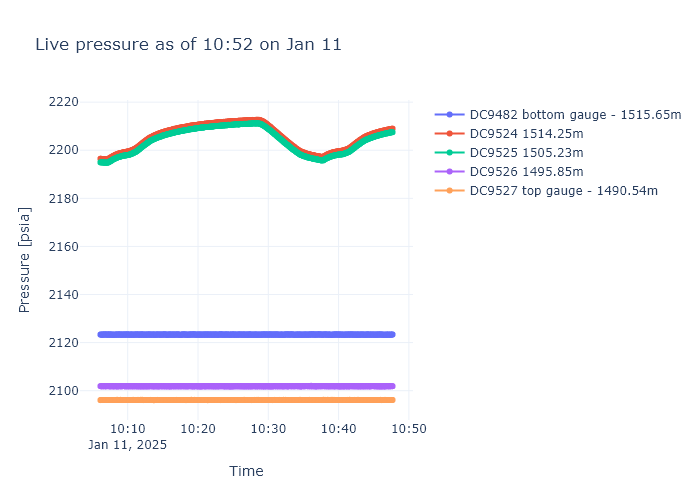 Live pressure as of 10:52 on Jan 11
2220
2200
2180
2160
2140
2120
2100
Pressure [psia]
10:10
Jan 11, 2025
10:20
10:30
10:40
10:50
Time
DC9482 bottom gauge - 1515.65m
DC9524 1514.25m
DC9525 1505.23m
DC9526 1495.85m
DC9527 top gauge - 1490.54m